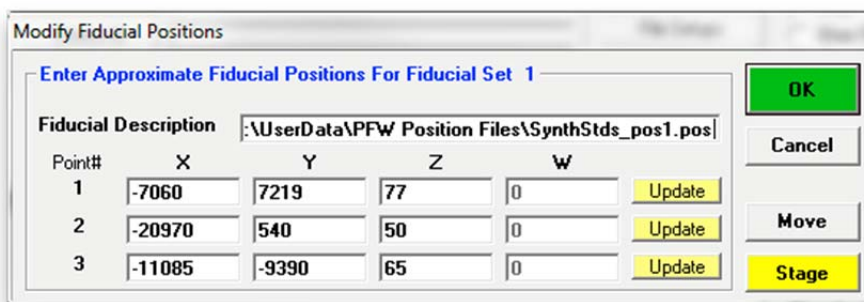 Modify Fiducial Positions
Enter Approximate Fiducial Positions For Fiducial Set 1
OK
Fiducial Description :\UserData\PFW Position Files\SynthStds_pos1.pos
Cancel
Point# X Y Z W
1 -7060 7219 77 0 Update
2 -20970 540 50 0 Update
Move
3 -11085 -9390 65 0 Update
Stage